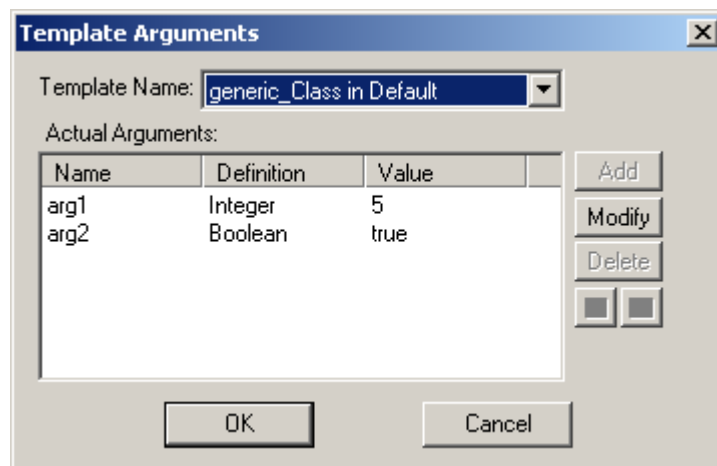 Template Arguments
Template Name: generic_Class in Default
Actual Arguments:
Name Definition Value
Add
arg1 Integer 5
Modify
arg2 Boolean true
Delete
OK Cancel